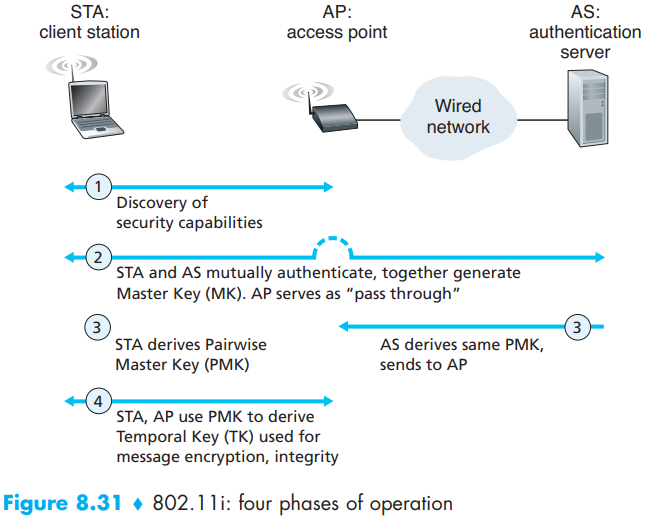 STA:
client station
AP:
access point
AS:
authentication
server
Wired
network
1
Discovery of
security capabilities
2
STA and AS mutually authenticate, together generate
Master Key (MK). AP serves as “pass through”
3
STA derives Pairwise
Master Key (PMK)
3
AS derives same PMK,
sends to AP
4
STA, AP use PMK to derive
Temporal Key (TK) used for
message encryption, integrity
Figure 8.31 ♦ 802.11i: four phases of operation